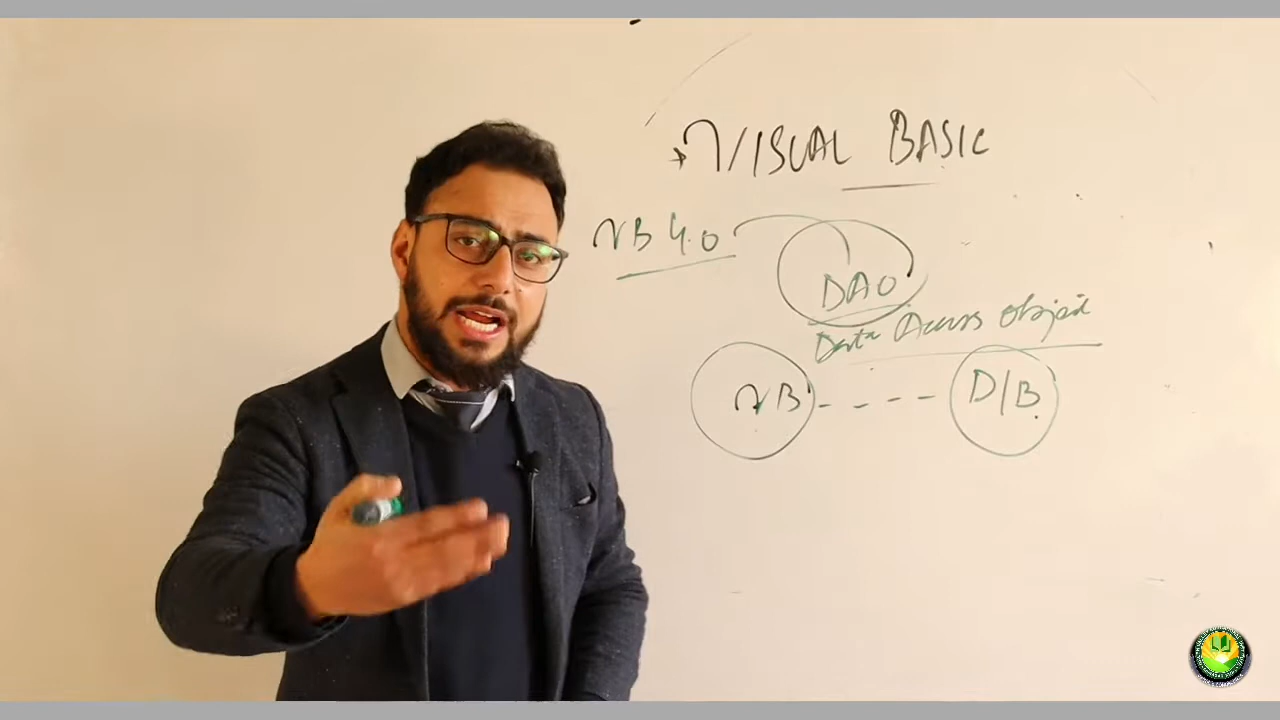 VISUAL BASIC
VB 4.0
DAO
Data Access Object
VB ----- D/B